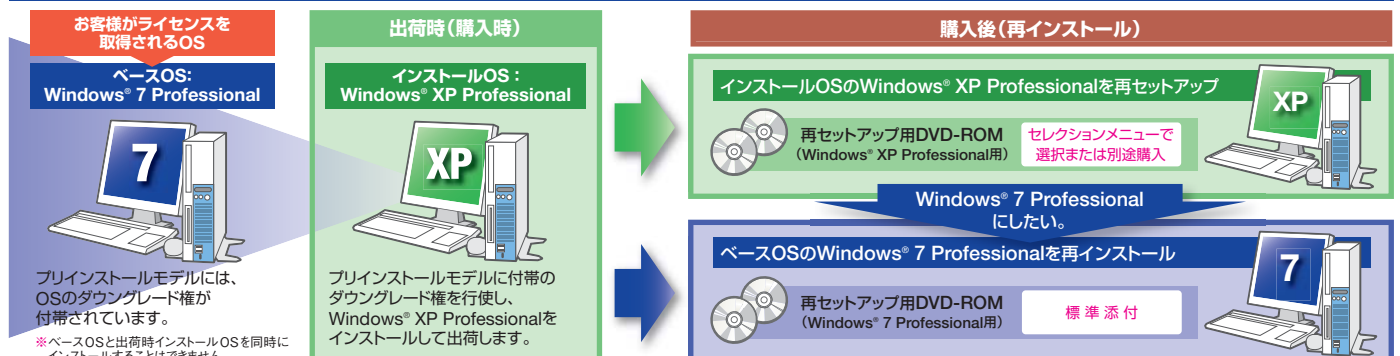 お客様がライセンスを
取得されるOS
ベースOS:
Windows® 7 Professional
7
プリインストールモデルには、
OSのダウングレード権が
付帯されています。
※ベースOSと出荷時インストールOSを同時に
インストールすることはできません
出荷時(購入時)
インストールOS:
Windows® XP Professional
XP
プリインストールモデルに付帯の
ダウングレード権を行使し、
Windows® XP Professionalを
インストールして出荷します。
購入後(再インストール)
インストールOSのWindows® XP Professionalを再セットアップ
再セットアップ用DVD-ROM
(Windows® XP Professional用)
セレクションメニューで
選択または別途購入
XP
Windows® 7 Professional
にしたい。
ベースOSのWindows® 7 Professionalを再インストール
再セットアップ用DVD-ROM
(Windows® 7 Professional用)
標準添付
7